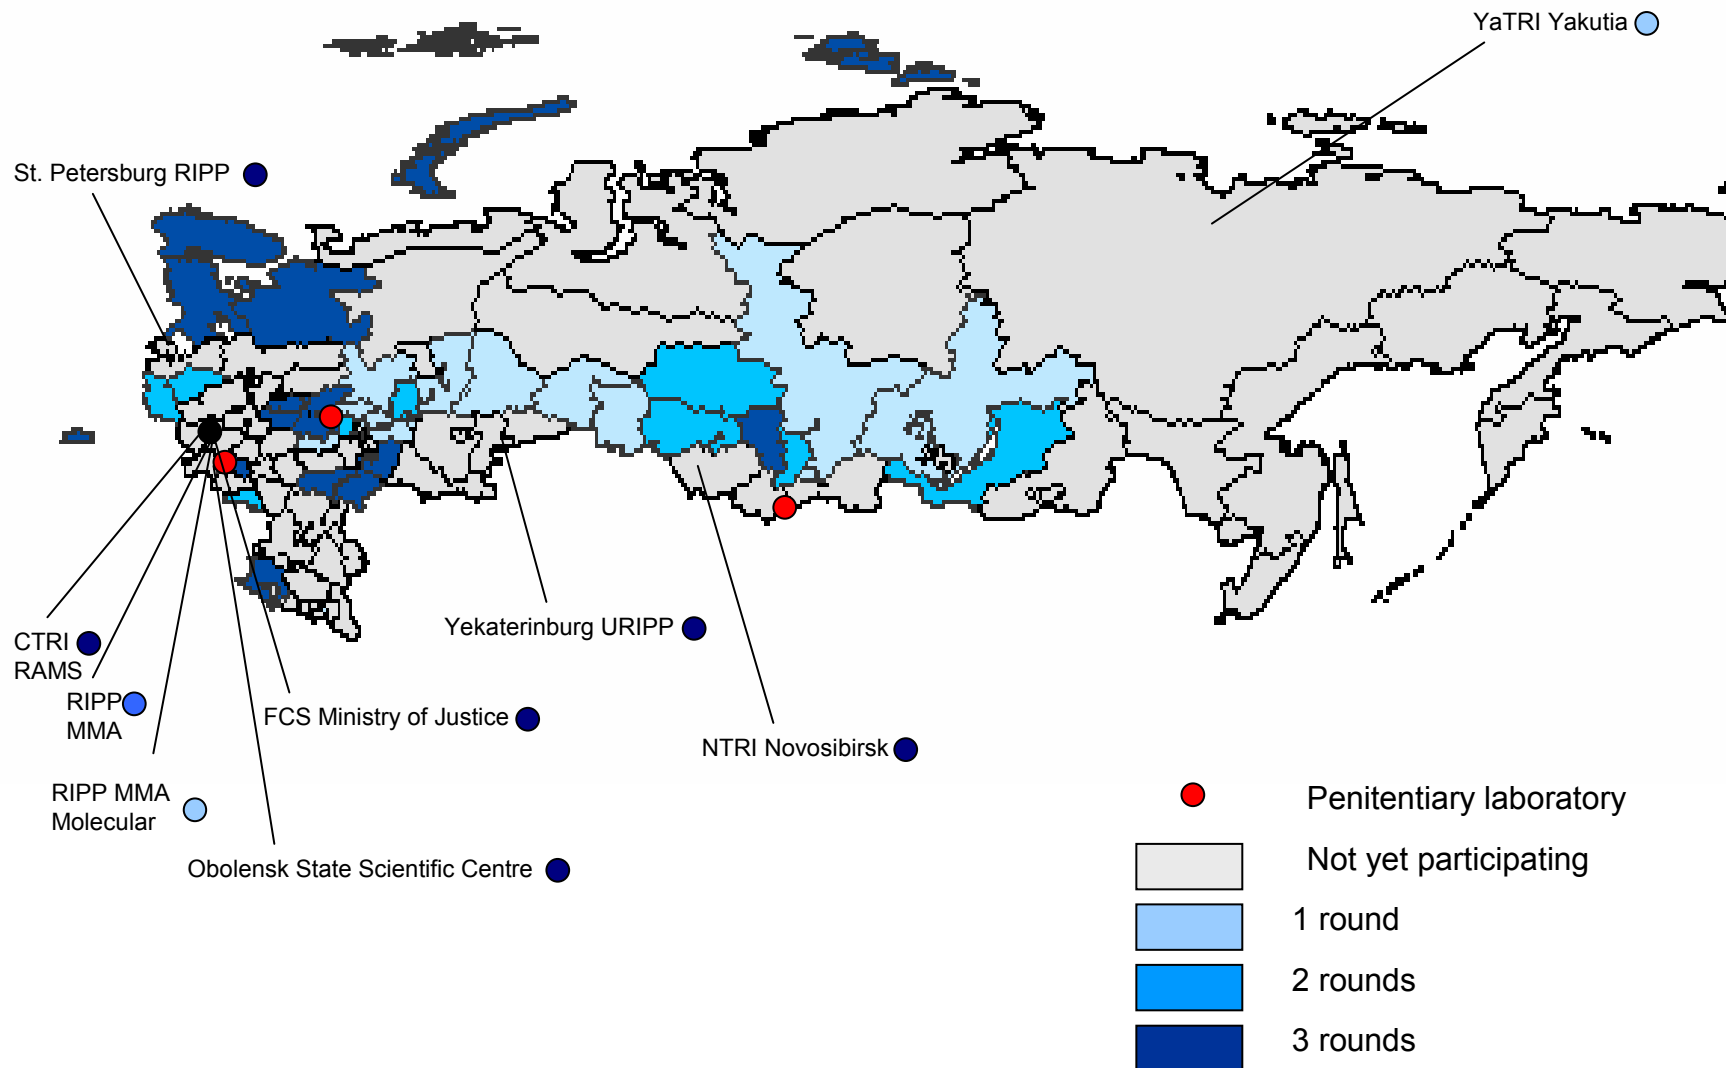 YaTRI Yakutia
St. Petersburg RIPP
Yekaterinburg URIPP
CTRI
RAMS
RIPP
MMA
FCS Ministry of Justice
NTRI Novosibirsk
RIPP MMA
Molecular
Obolensk State Scientific Centre
Penitentiary laboratory
Not yet participating
1 round
2 rounds
3 rounds